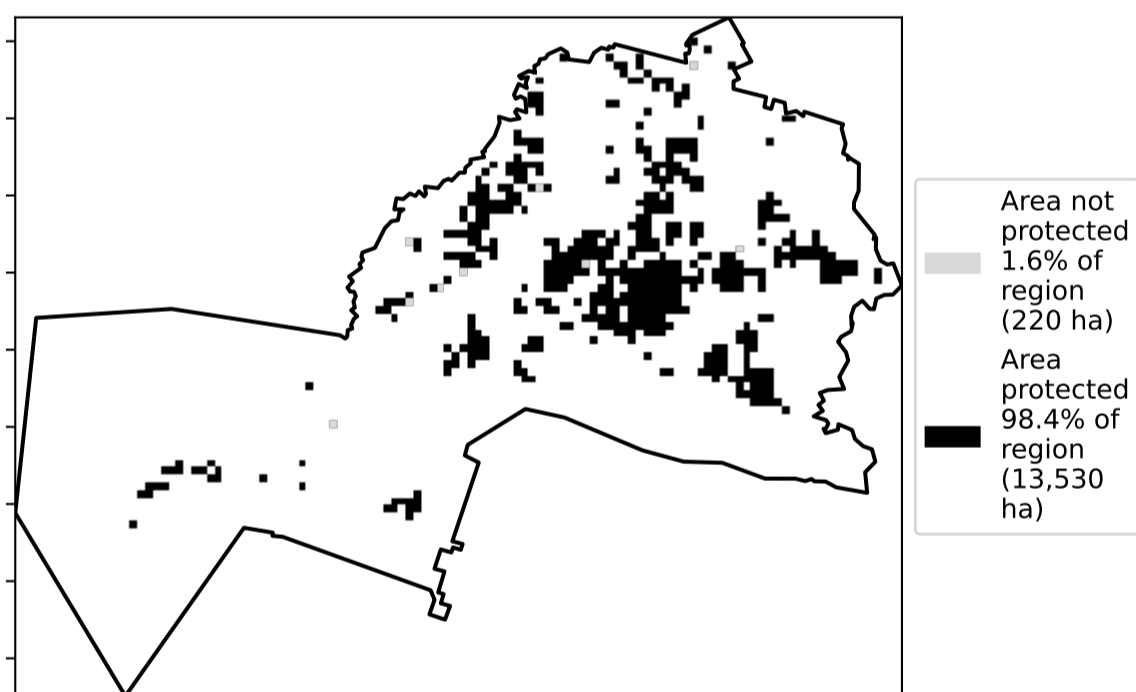 Area not
protected
1.6% of
region
(220 ha)
Area
protected
98.4% of
region
(13,530
ha)